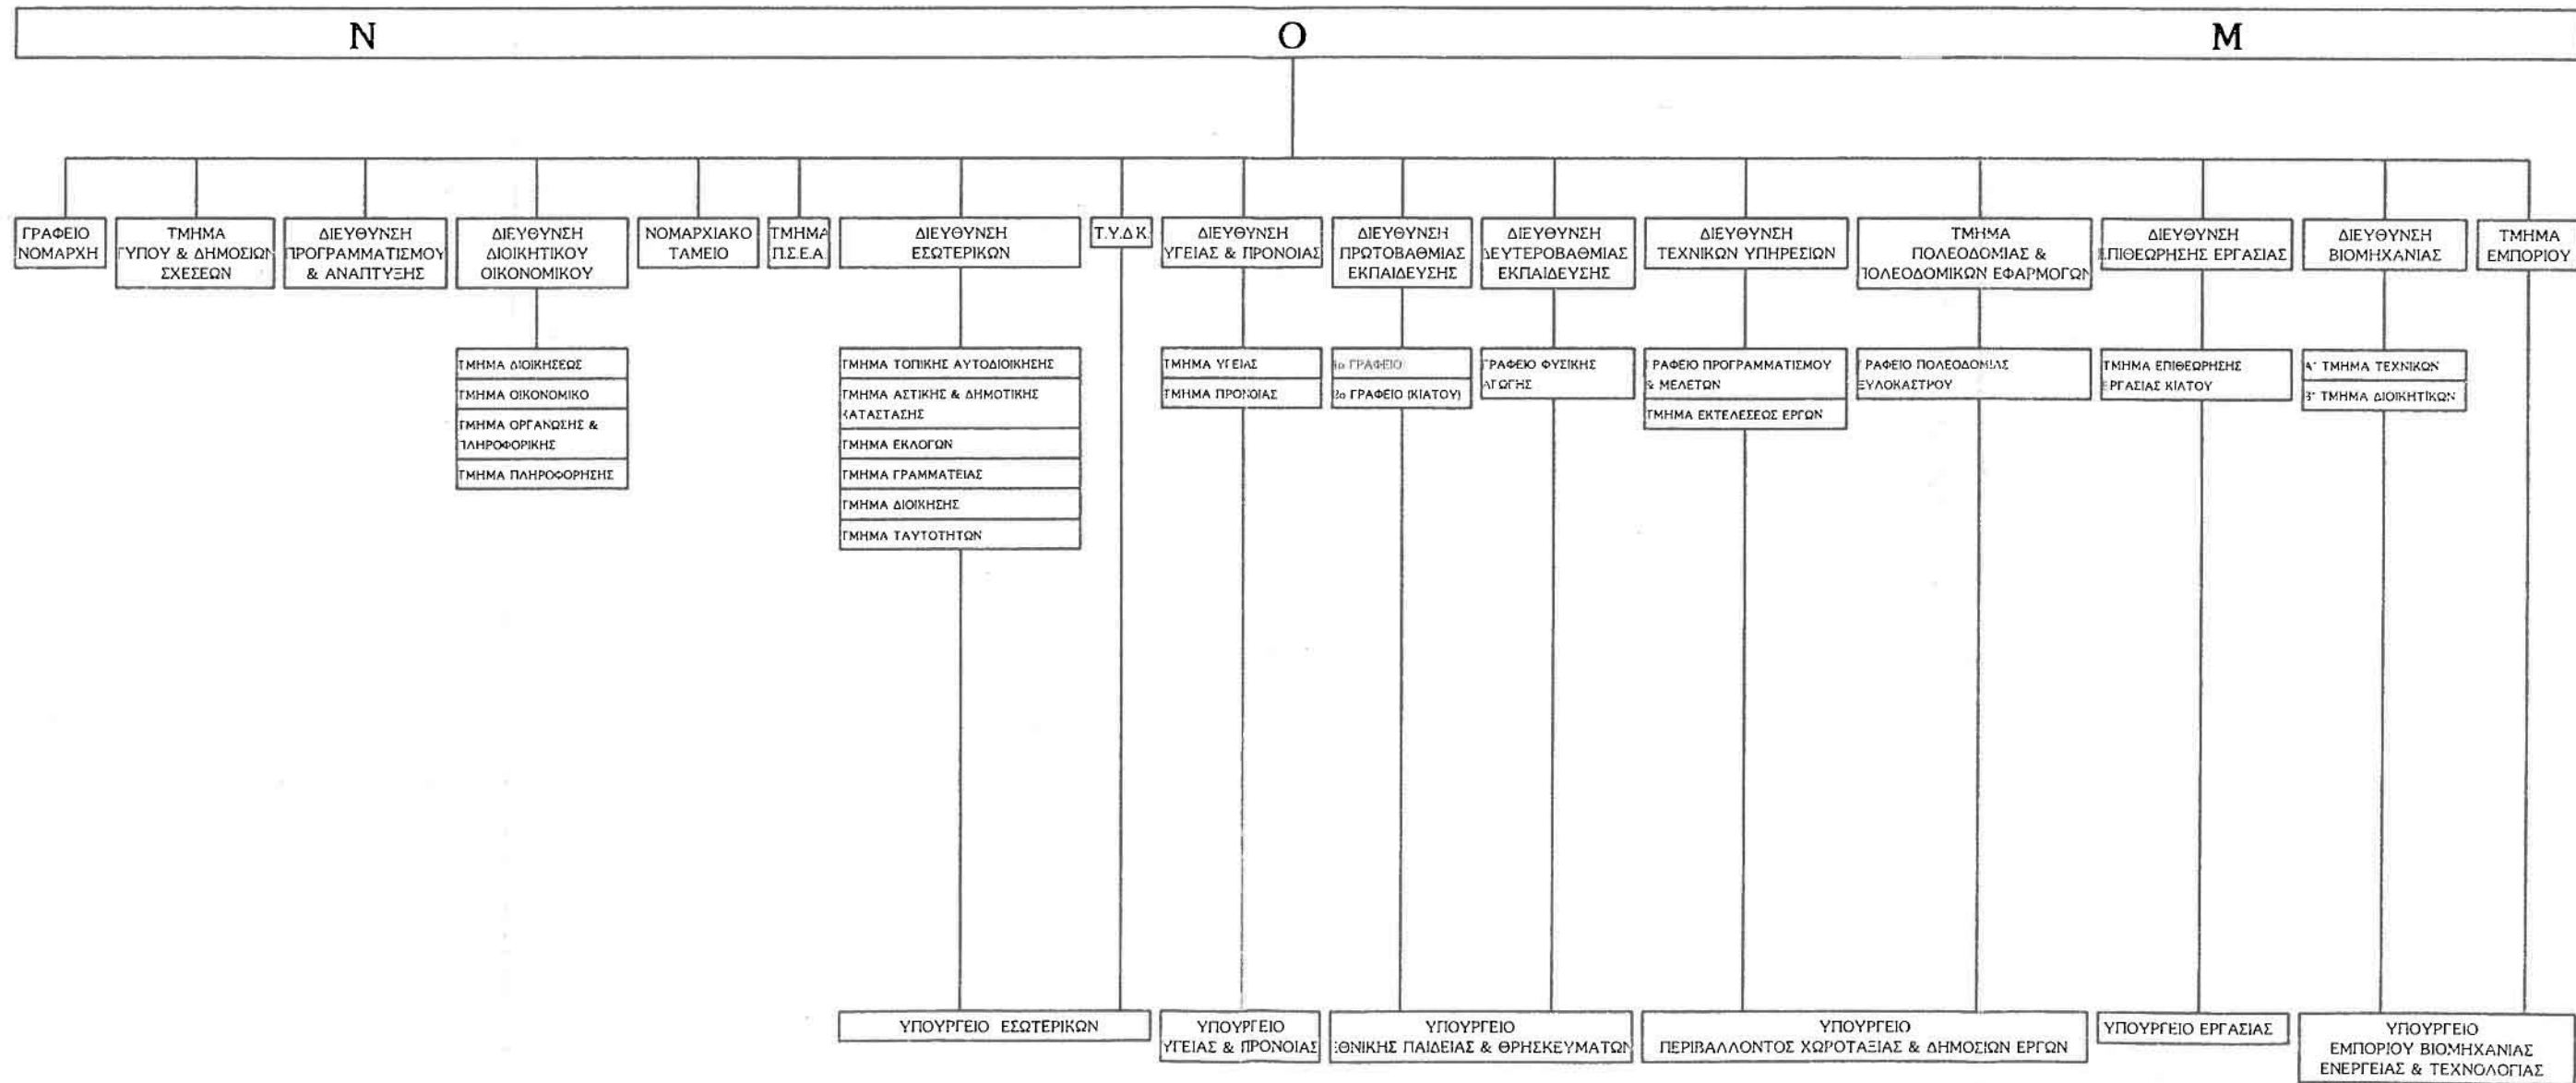 Ν Ο Μ
ΓΡΑΦΕΙΟ
ΝΟΜΑΡΧΗ
ΤΜΗΜΑ
ΤΥΠΟΥ & ΔΗΜΟΣΙΩΝ
ΣΧΕΣΕΩΝ
ΔΙΕΥΘΥΝΣΗ
ΠΡΟΓΡΑΜΜΑΤΙΣΜΟΥ
& ΑΝΑΠΤΥΞΗΣ
ΔΙΕΥΘΥΝΣΗ
ΔΙΟΙΚΗΤΙΚΟΥ
ΟΙΚΟΝΟΜΙΚΟΥ
ΝΟΜΑΡΧΙΑΚΟ
ΤΑΜΕΙΟ
ΤΜΗΜΑ
Π.Σ.Ε.Α.
ΔΙΕΥΘΥΝΣΗ
ΕΣΩΤΕΡΙΚΩΝ
Τ.Υ.Δ.Κ.
ΔΙΕΥΘΥΝΣΗ
ΥΓΕΙΑΣ & ΠΡΟΝΟΙΑΣ
ΔΙΕΥΘΥΝΣΗ
ΠΡΩΤΟΒΑΘΜΙΑΣ
ΕΚΠΑΙΔΕΥΣΗΣ
ΔΙΕΥΘΥΝΣΗ
ΔΕΥΤΕΡΟΒΑΘΜΙΑΣ
ΕΚΠΑΙΔΕΥΣΗΣ
ΔΙΕΥΘΥΝΣΗ
ΤΕΧΝΙΚΩΝ ΥΠΗΡΕΣΙΩΝ
ΤΜΗΜΑ
ΠΟΛΕΟΔΟΜΙΑΣ &
ΠΟΛΕΟΔΟΜΙΚΩΝ ΕΦΑΡΜΟΓΩΝ
ΔΙΕΥΘΥΝΣΗ
ΕΠΙΘΕΩΡΗΣΗΣ ΕΡΓΑΣΙΑΣ
ΔΙΕΥΘΥΝΣΗ
ΒΙΟΜΗΧΑΝΙΑΣ
ΤΜΗΜΑ
ΕΜΠΟΡΙΟΥ
ΤΜΗΜΑ ΔΙΟΙΚΗΣΕΩΣ
ΤΜΗΜΑ ΟΙΚΟΝΟΜΙΚΟ
ΤΜΗΜΑ ΟΡΓΑΝΩΣΗΣ &
ΠΛΗΡΟΦΟΡΙΚΗΣ
ΤΜΗΜΑ ΠΛΗΡΟΦΟΡΗΣΗΣ
ΤΜΗΜΑ ΤΟΠΙΚΗΣ ΑΥΤΟΔΙΟΙΚΗΣΗΣ
ΤΜΗΜΑ ΑΣΤΙΚΗΣ & ΔΗΜΟΤΙΚΗΣ
ΚΑΤΑΣΤΑΣΗΣ
ΤΜΗΜΑ ΕΚΛΟΓΩΝ
ΤΜΗΜΑ ΓΡΑΜΜΑΤΕΙΑΣ
ΤΜΗΜΑ ΔΙΟΙΚΗΣΗΣ
ΤΜΗΜΑ ΤΑΥΤΟΤΗΤΩΝ
ΤΜΗΜΑ ΥΓΕΙΑΣ
ΤΜΗΜΑ ΠΡΟΝΟΙΑΣ
ΓΡΑΦΕΙΟ
ΓΡΑΦΕΙΟ (ΚΙΑΤΟΥ)
ΓΡΑΦΕΙΟ ΦΥΣΙΚΗΣ
ΑΓΩΓΗΣ
ΓΡΑΦΕΙΟ ΠΡΟΓΡΑΜΜΑΤΙΣΜΟΥ
& ΜΕΛΕΤΩΝ
ΤΜΗΜΑ ΕΚΤΕΛΕΣΕΩΣ ΕΡΓΩΝ
ΓΡΑΦΕΙΟ ΠΟΛΕΟΔΟΜΙΑΣ
ΞΥΛΟΚΑΣΤΡΟΥ
ΤΜΗΜΑ ΕΠΙΘΕΩΡΗΣΗΣ
ΕΡΓΑΣΙΑΣ ΚΙΑΤΟΥ
Α' ΤΜΗΜΑ ΤΕΧΝΙΚΩΝ
Β' ΤΜΗΜΑ ΔΙΟΙΚΗΤΙΚΩΝ
ΥΠΟΥΡΓΕΙΟ ΕΣΩΤΕΡΙΚΩΝ
ΥΠΟΥΡΓΕΙΟ
ΥΓΕΙΑΣ & ΠΡΟΝΟΙΑΣ
ΥΠΟΥΡΓΕΙΟ
ΕΘΝΙΚΗΣ ΠΑΙΔΕΙΑΣ & ΘΡΗΣΚΕΥΜΑΤΩΝ
ΥΠΟΥΡΓΕΙΟ
ΠΕΡΙΒΑΛΛΟΝΤΟΣ ΧΩΡΟΤΑΞΙΑΣ & ΔΗΜΟΣΙΩΝ ΕΡΓΩΝ
ΥΠΟΥΡΓΕΙΟ ΕΡΓΑΣΙΑΣ
ΥΠΟΥΡΓΕΙΟ
ΕΜΠΟΡΙΟΥ ΒΙΟΜΗΧΑΝΙΑΣ
ΕΝΕΡΓΕΙΑΣ & ΤΕΧΝΟΛΟΓΙΑΣ